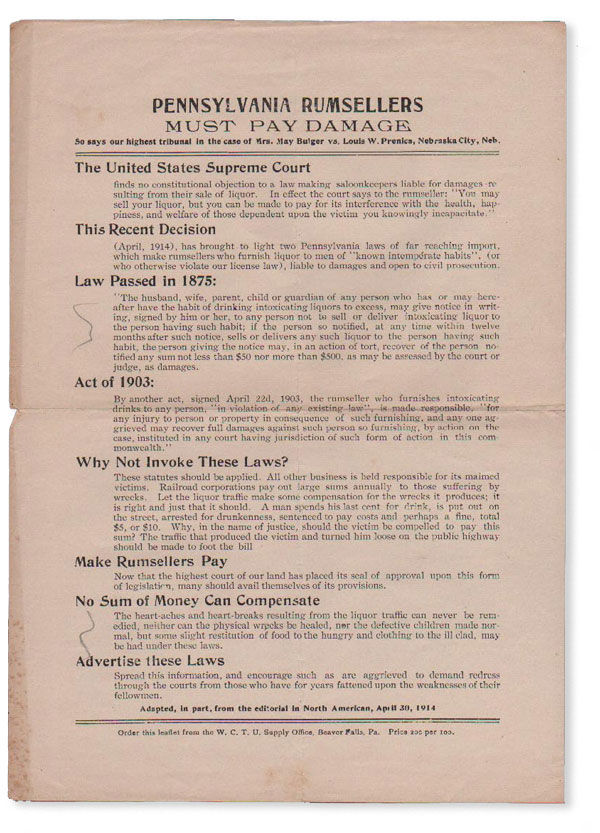 PENNSYLVANIA RUMSELLERS
MUST PAY DAMAGE
So says our highest tribunal in the case of Mrs. May Bulger vs. Louis W. Prenica, Nebraska City, Neb.
The United States Supreme Court
finds no constitutional objection to a law making saloonkeepers liable for damages re-
sulting from their sale of liquor. In effect the court says to the rumseller: "You may
sell your liquor, but you can be made to pay for its interference with the health, hap-
piness, and welfare of those dependent upon the victim you knowingly incapacitate."
This Recent Decision
(April, 1914), has brought to light two Pennsylvania laws of far reaching import,
which make rumsellers who furnish liquor to men of "known intemperate habits", (or
who otherwise violate our license law), liable to damages and open to civil prosecution.
Law Passed in 1875:
"The husband, wife, parent, child or guardian of any person who has or may here-
after have the habit of drinking intoxicating liquors to excess, may give notice in writ-
ing, signed by him or her, to any person not to sell or deliver intoxicating liquor to
the person having such habit; if the person so notified, at any time within twelve
months after such notice, sells or delivers any such liquor to the person having such
habit, the person giving the notice may, in an action of tort, recover of the person no-
tified any sum not less than $50 nor more than $500, as may be assessed by the court or
judge, as damages.
Act of 1903:
By another act, signed April 22d, 1903, the rumseller who furnishes intoxicating
drinks to any person, "in violation of any existing law", is made responsible, "for
any injury to person or property in consequence of such furnishing, and any one ag-
grieved may recover full damages against such person so furnishing, by action on the
case, instituted in any court having jurisdiction of such form of action in this com-
monwealth."
Why Not Invoke These Laws?
These statutes should be applied. All other business is held responsible for its maimed
victims. Railroad corporations pay out large sums annually to those suffering by
wrecks. Let the liquor traffic make some compensation for the wrecks it produces; it
is right and just that it should. A man spends his last cent for drink, is put out on
the street, arrested for drunkenness, sentenced to pay costs and perhaps a fine, total
$5, or $10. Why, in the name of justice, should the victim be compelled to pay this
sum? The traffic that produced the victim and turned him loose on the public highway
should be made to foot the bill
Make Rumsellers Pay
Now that the highest court of our land has placed its seal of approval upon this form
of legislation, many should avail themselves of its provisions.
No Sum of Money Can Compensate
The heart-aches and heart-breaks resulting from the liquor traffic can never be rem-
edied, neither can the physical wrecks be healed, nor the defective children made nor-
mal, but some slight restitution of food to the hungry and clothing to the ill clad, may
be had under these laws.
Advertise these Laws
Spread this information, and encourage such as are aggrieved to demand redress
through the courts from those who have for years fattened upon the weaknesses of their
fellowmen.
Adapted, in part, from the editorial in North American, April 30, 1914
Order this leaflet from the W. C. T. U. Supply Office, Beaver Falls, Pa. Price 20c per 100.